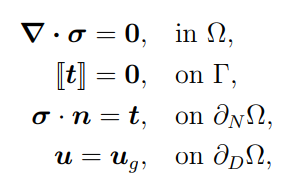 ∇ · σ = 0, in Ω,
⟦t⟧ = 0, on Γ,
σ · n = t, on ∂_NΩ,
u = u_g, on ∂_DΩ,